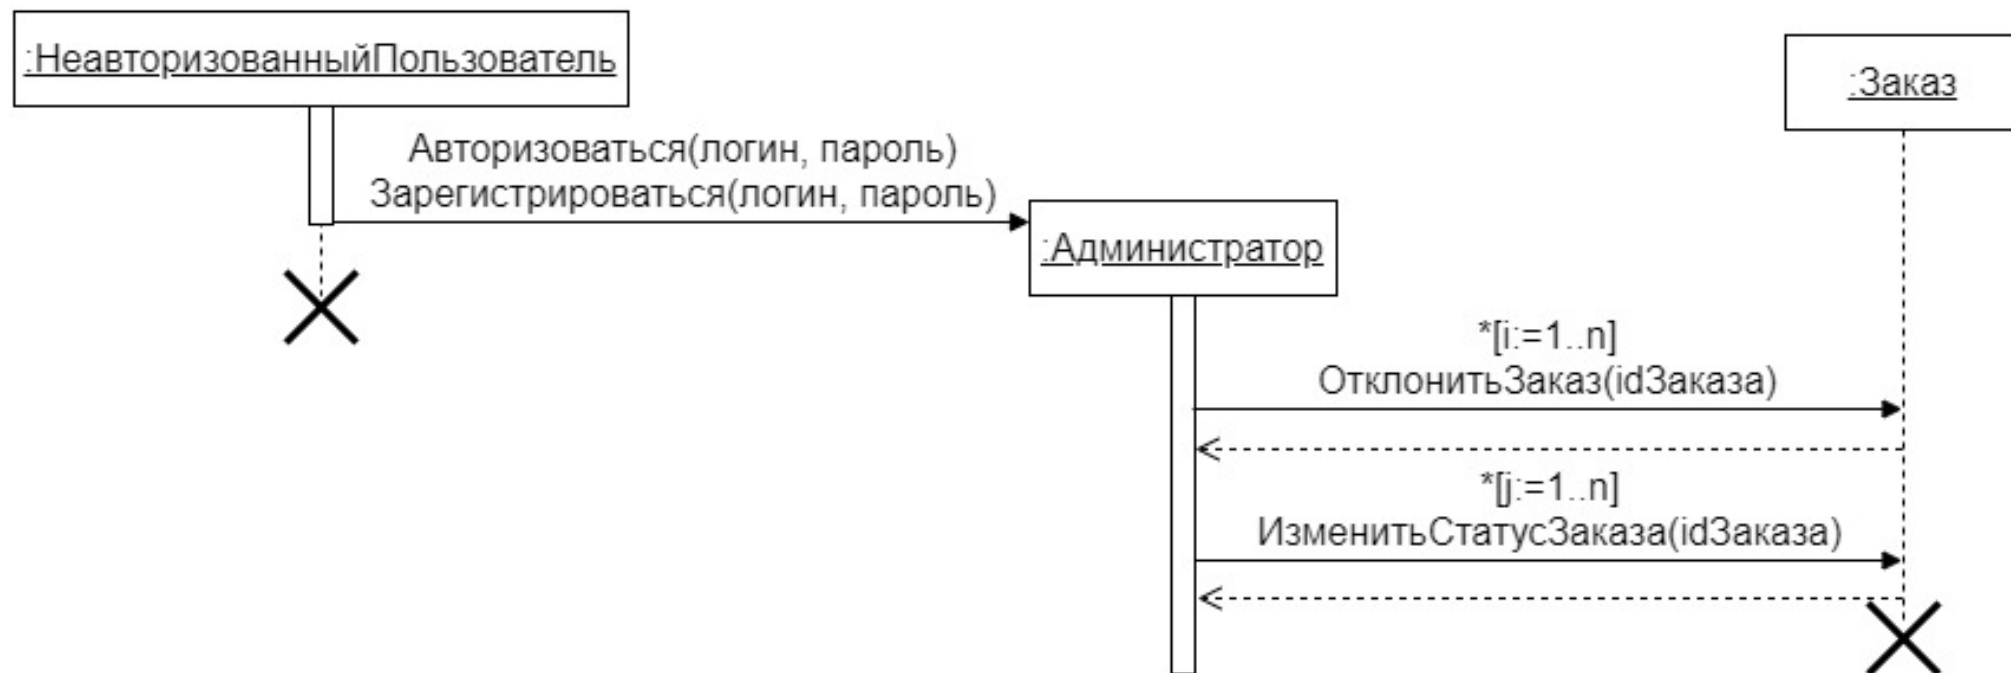 :НеавторизованныйПользователь
:Заказ
Авторизоваться(логин, пароль)
Зарегистрироваться(логин, пароль)
:Администратор
*[i:=1..n]
ОтклонитьЗаказ(idЗаказа)
*[j:=1..n]
ИзменитьСтатусЗаказа(idЗаказа)